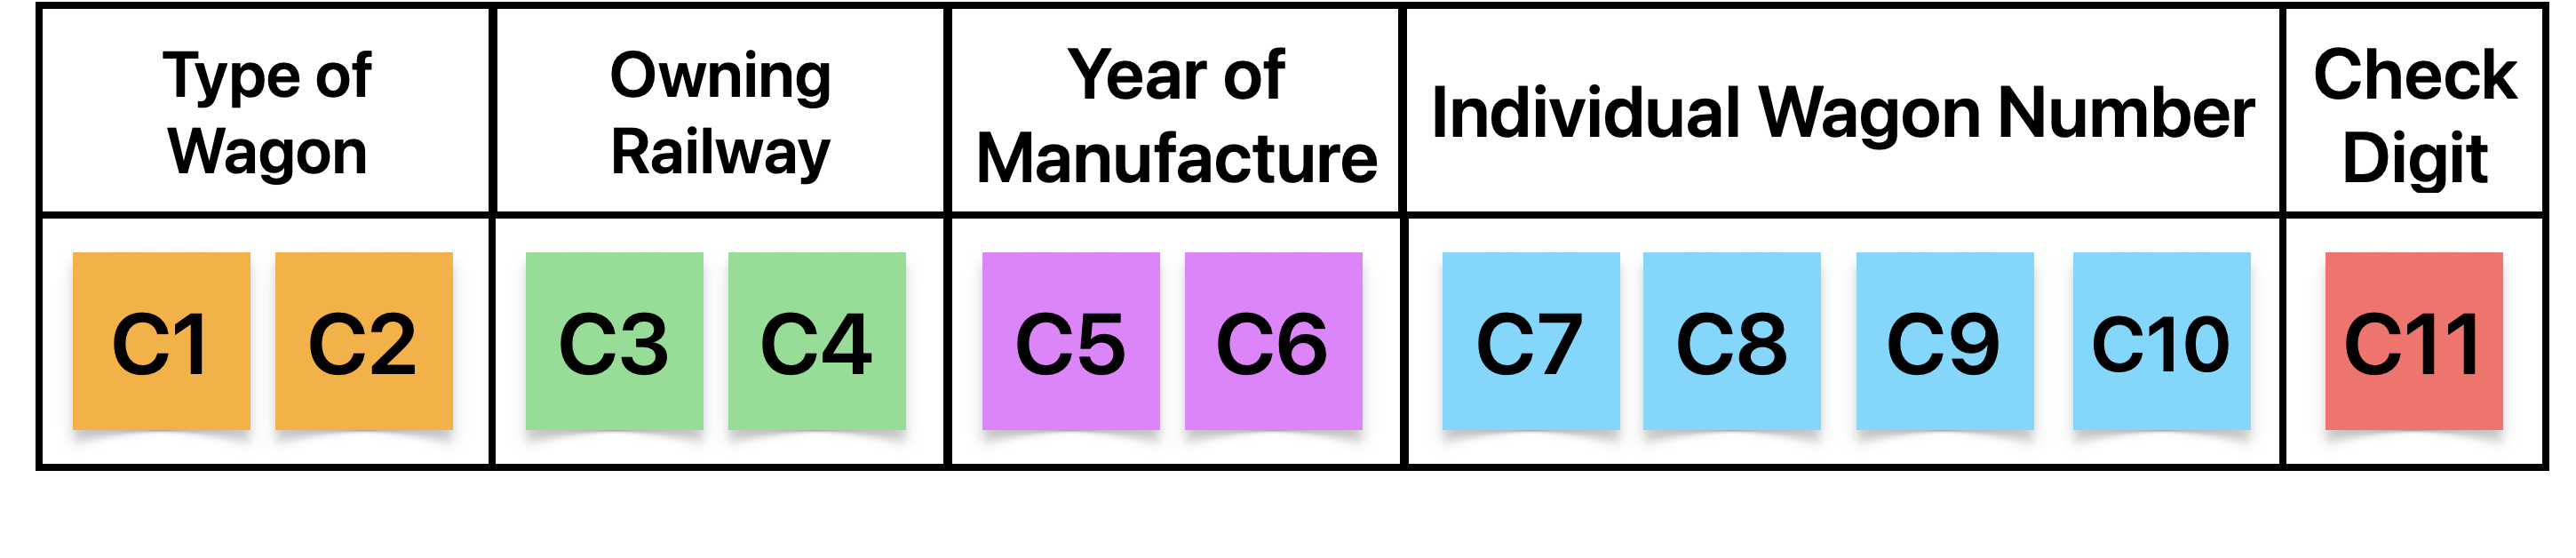 Type of
Wagon
Owning
Railway
Year of
Manufacture
Individual Wagon Number
Check
Digit
C1 C2 C3 C4 C5 C6 C7 C8 C9 C10 C11